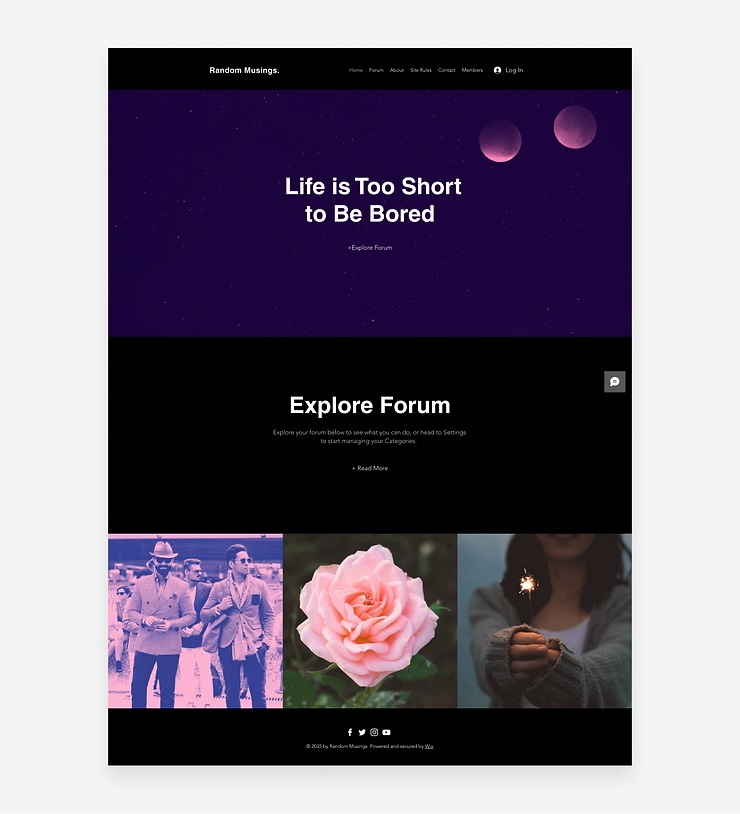 Random Musings.
Home Forum About Site Rules Contact Members Log In
Life is Too Short
to Be Bored
+Explore Forum
Explore Forum
Explore your forum below to see what you can do, or head to Settings
to start managing your Categories.
+ Read More
© 2035 by Random Musings. Powered and secured by Wix